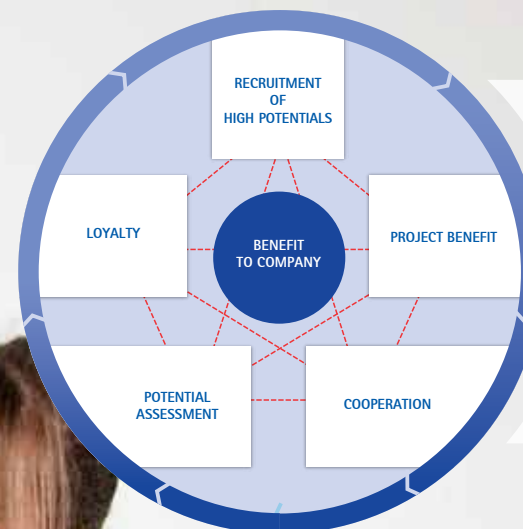 RECRUITMENT
OF
HIGH POTENTIALS
LOYALTY
BENEFIT
TO COMPANY
PROJECT BENEFIT
POTENTIAL
ASSESSMENT
COOPERATION